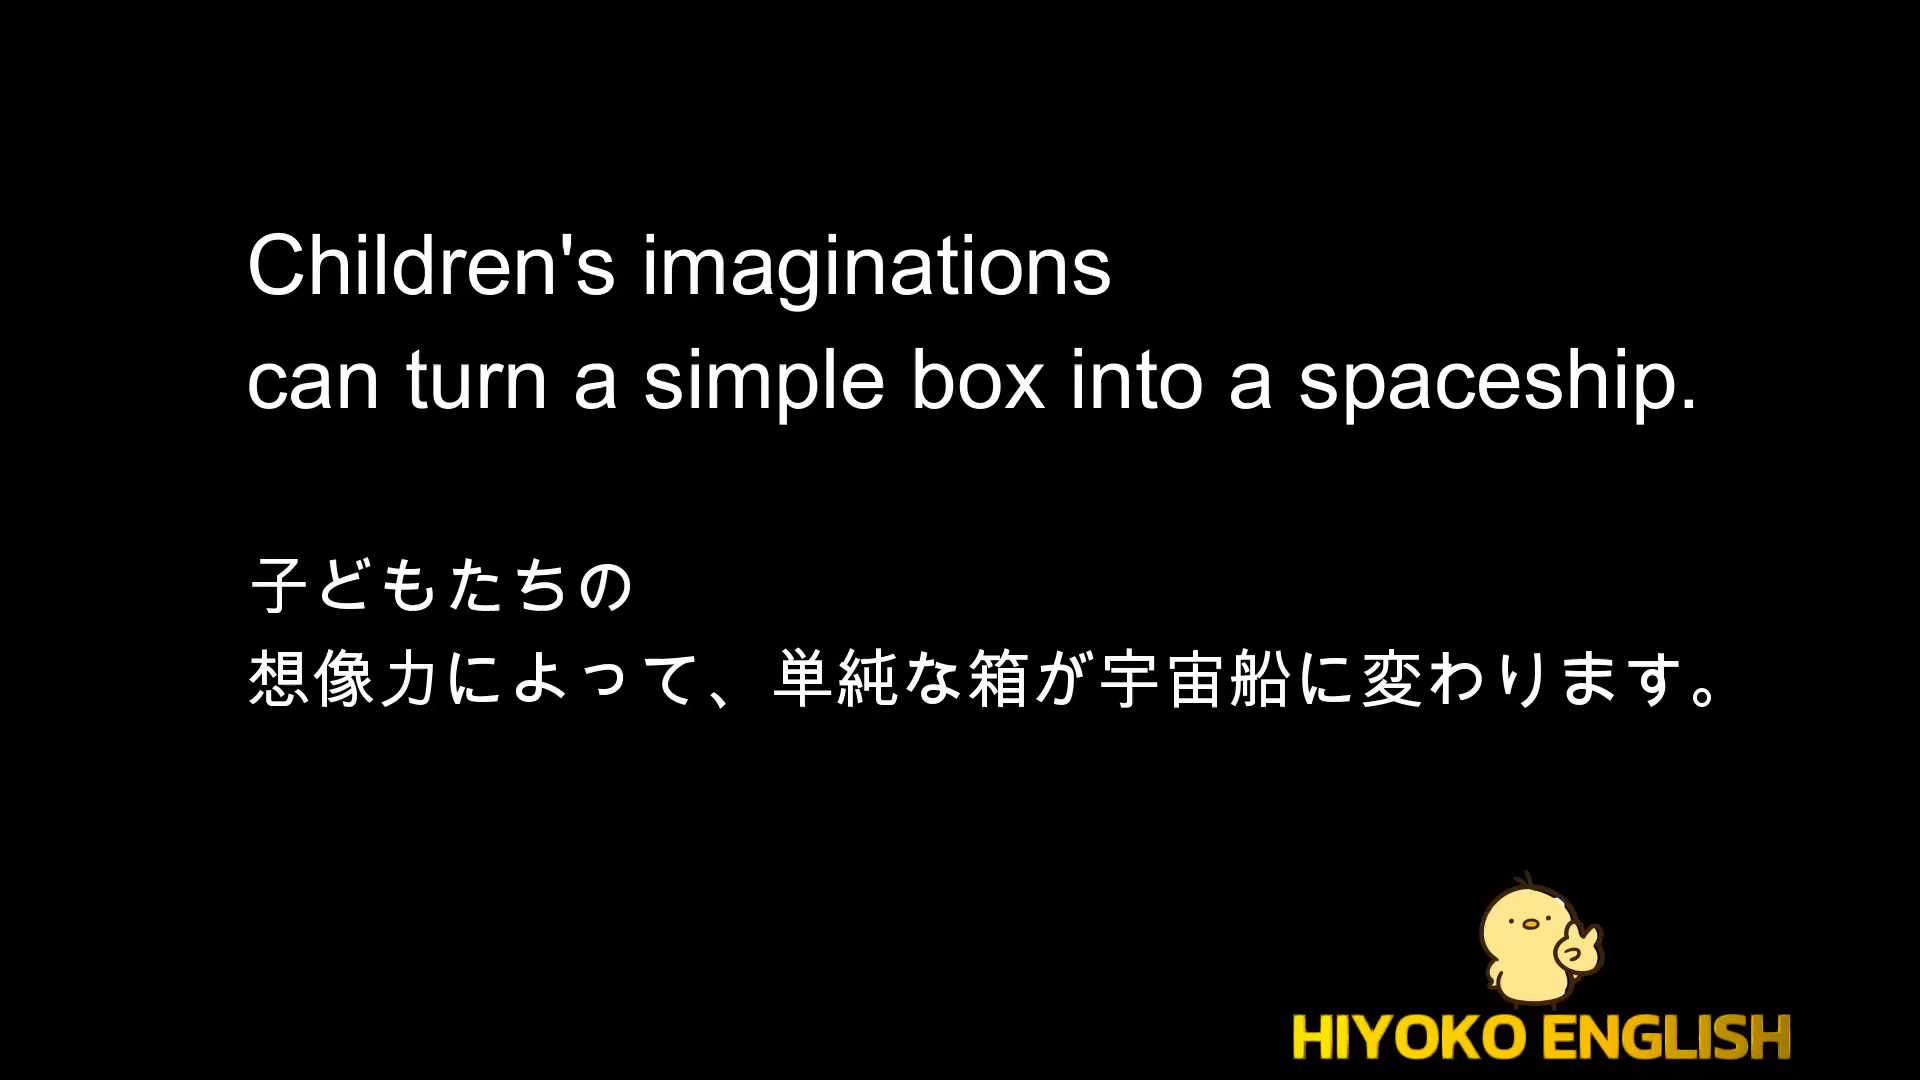 Children's imaginations
can turn a simple box into a spaceship.
子どもたちの
想像力によって、単純な箱が宇宙船に変わります。
HIYOKO ENGLISH